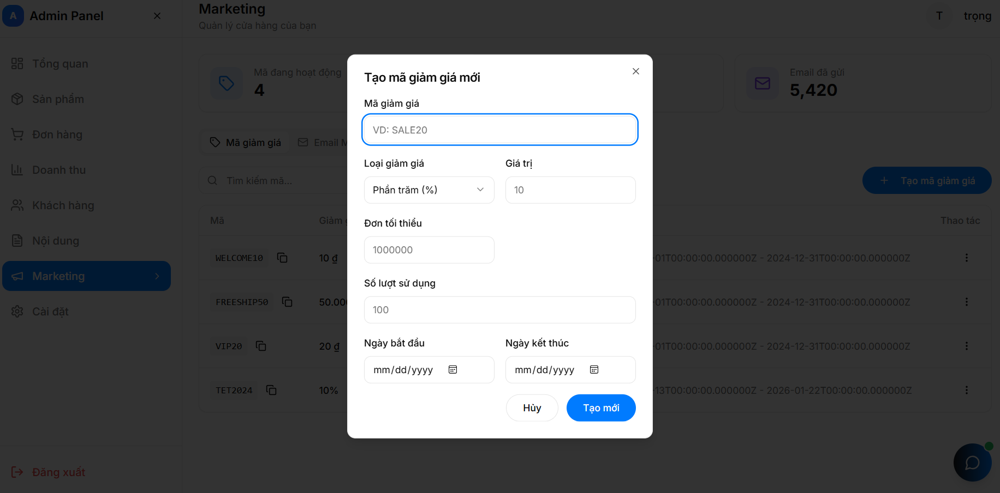 A Admin Panel
Marketing
Quản lý cửa hàng của bạn
T trọng
Tổng quan
Sản phẩm
Đơn hàng
Doanh thu
Khách hàng
Nội dung
Marketing
Cài đặt
Đăng xuất
Mã đang hoạt động
4
Email đã gửi
5,420
Mã giảm giá
Email M
Tìm kiếm mã...
+ Tạo mã giảm giá
Mã Giảm g Thao tác
WELCOME10 10 ₫ -01T00:00:00.000000Z - 2024-12-31T00:00:00.000000Z
FREESHIP50 50.000 -01T00:00:00.000000Z - 2024-12-31T00:00:00.000000Z
VIP20 20 ₫ -01T00:00:00.000000Z - 2024-12-31T00:00:00.000000Z
TET2024 10% -13T00:00:00.000000Z - 2026-01-22T00:00:00.000000Z
Tạo mã giảm giá mới
Mã giảm giá
VD: SALE20
Loại giảm giá Giá trị
Phần trăm (%) 10
Đơn tối thiểu
1000000
Số lượt sử dụng
100
Ngày bắt đầu Ngày kết thúc
mm/dd/yyyy mm/dd/yyyy
Hủy Tạo mới